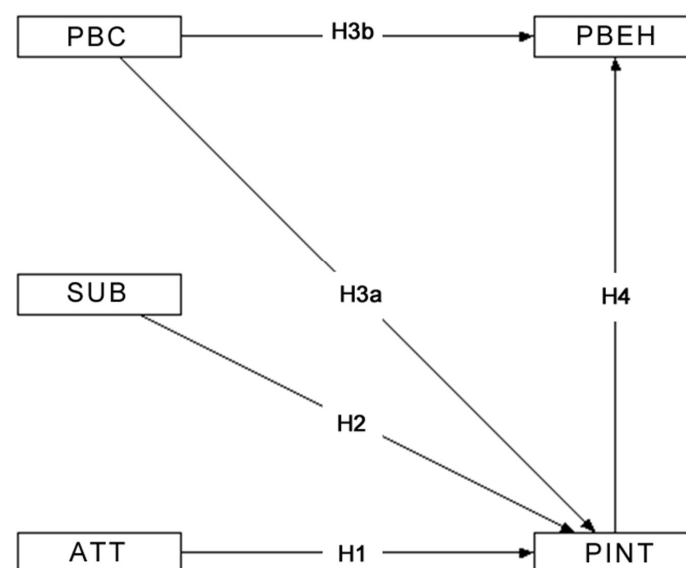 PBC
H3b
PBEH
SUB
H3a
H4
H2
ATT
H1
PINT